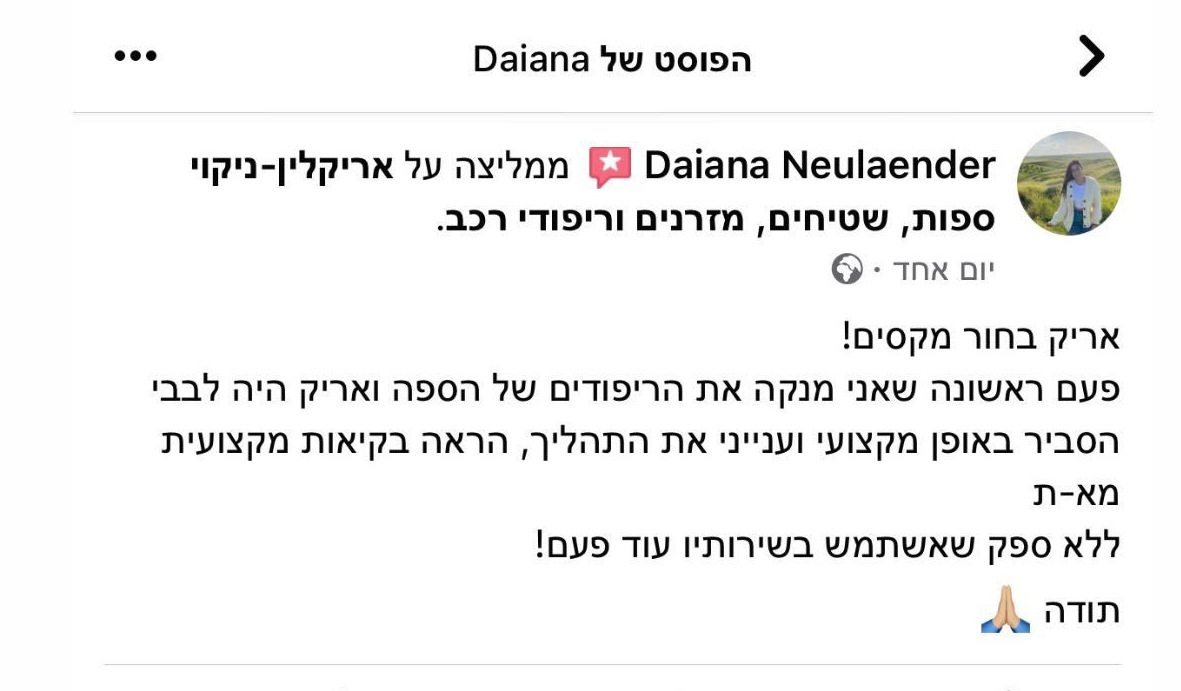 הפוסט של Daiana
Daiana Neulaender ממליצה על אריקלין-ניקוי
ספות, שטיחים, מזרנים וריפודי רכב.
יום אחד ·
אריק בחור מקסים!
פעם ראשונה שאני מנקה את הריפודים של הספה ואריק היה לבבי
הסביר באופן מקצועי וענייני את התהליך, הראה בקיאות מקצועית
מא-ת
ללא ספק שאשתמש בשירותיו עוד פעם!
תודה 🙏🏼